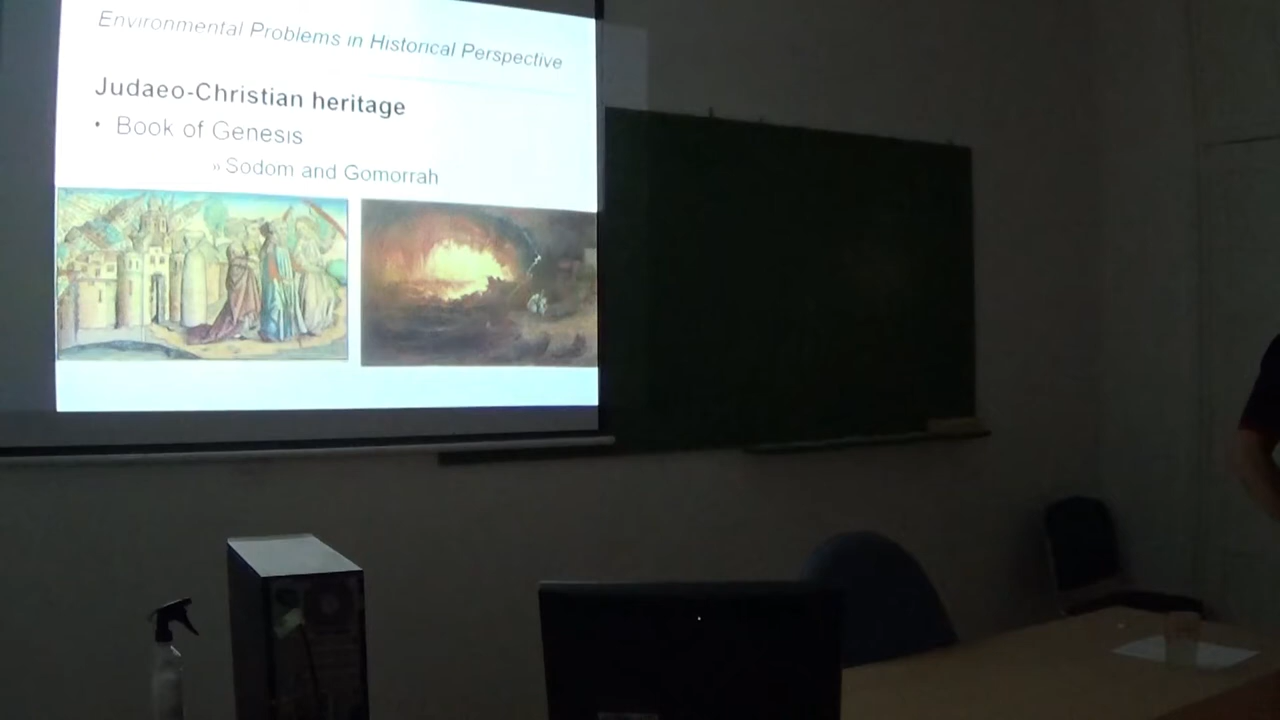 Environmental Problems in Historical Perspective
Judaeo-Christian heritage
• Book of Genesis
» Sodom and Gomorrah